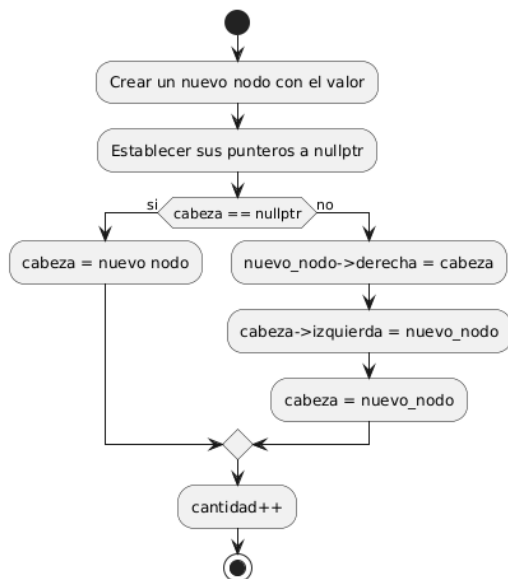 Crear un nuevo nodo con el valor
Establecer sus punteros a nullptr
si
cabeza == nullptr
no
cabeza = nuevo nodo
nuevo_nodo->derecha = cabeza
cabeza->izquierda = nuevo_nodo
cabeza = nuevo_nodo
cantidad++